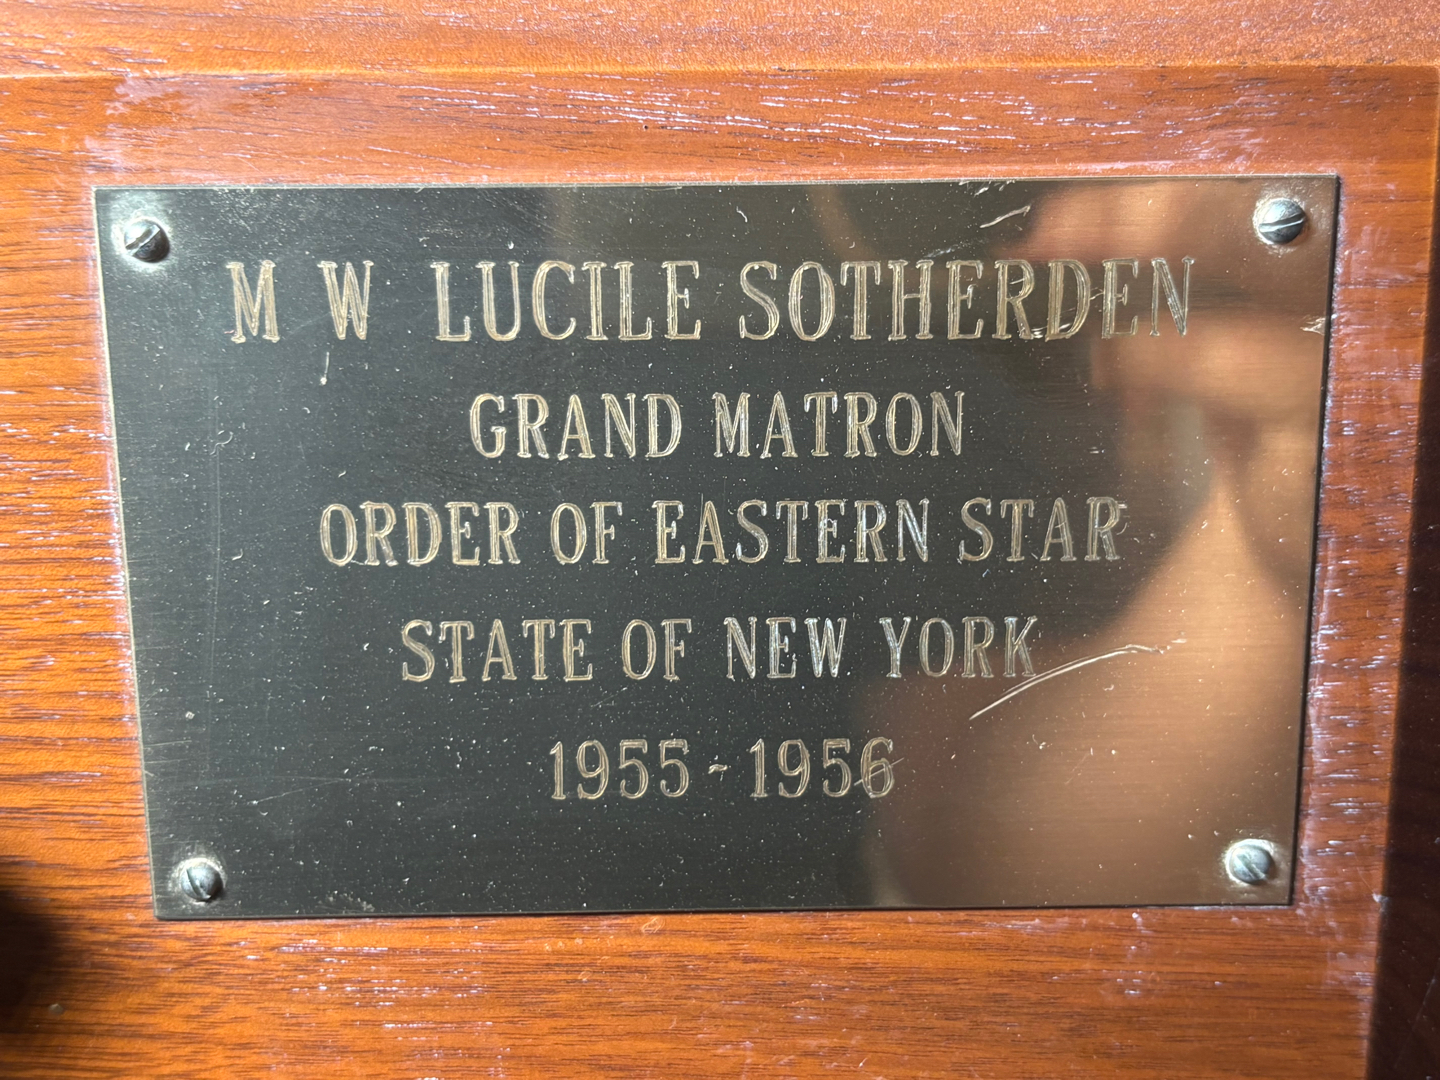 M W LUCILE SOTHERDEN
GRAND MATRON
ORDER OF EASTERN STAR
STATE OF NEW YORK
1955 - 1956